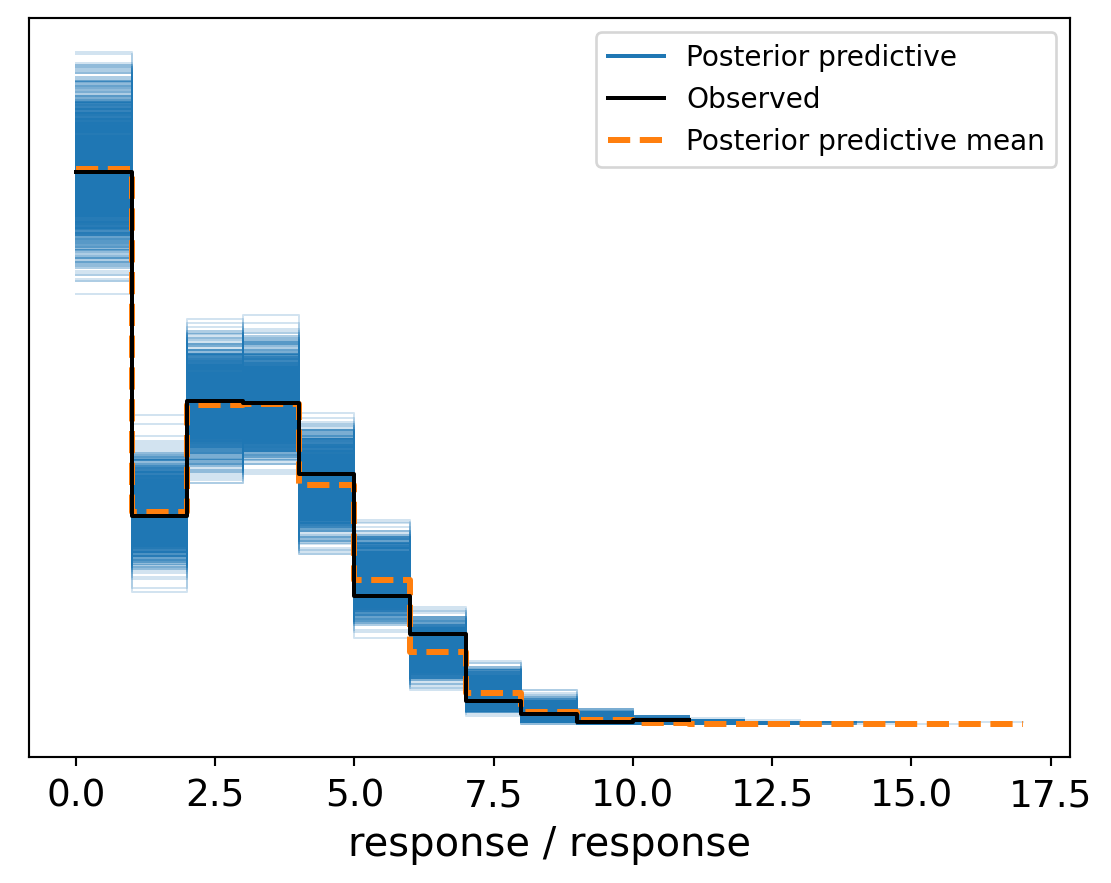 Posterior predictive
Observed
Posterior predictive mean
0.0 2.5 5.0 7.5 10.0 12.5 15.0 17.5
response / response